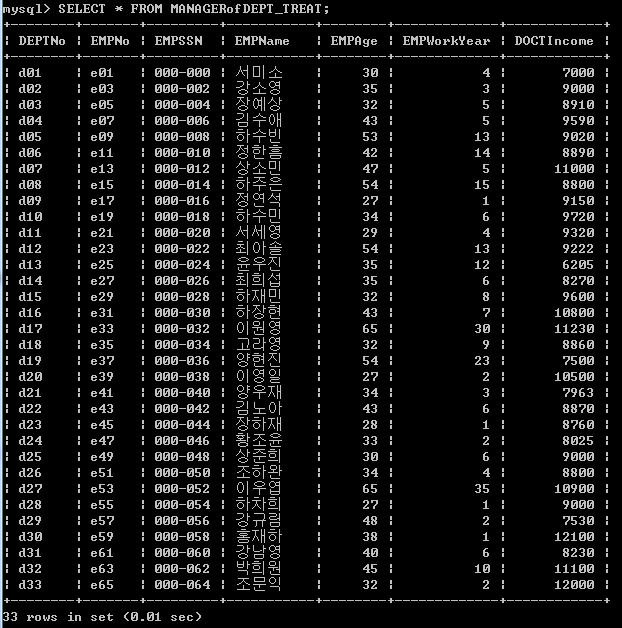 mysql> SELECT * FROM MANAGERofDEPT_TREAT;
+--------+-------+---------+---------+--------+-------------+------------+
| DEPTNo | EMPNo | EMPSSN | EMPName | EMPAge | EMPWorkYear | DOCTIncome |
+--------+-------+---------+---------+--------+-------------+------------+
| d01 | e01 | 000-000 | 서미소 | 30 | 4 | 7000 |
| d02 | e03 | 000-002 | 강소영 | 35 | 3 | 9000 |
| d03 | e05 | 000-004 | 장예상 | 32 | 5 | 8910 |
| d04 | e07 | 000-006 | 김수애 | 43 | 5 | 9590 |
| d05 | e09 | 000-008 | 하수빈 | 53 | 13 | 9020 |
| d06 | e11 | 000-010 | 정한흠 | 42 | 14 | 8890 |
| d07 | e13 | 000-012 | 상소민 | 47 | 5 | 11000 |
| d08 | e15 | 000-014 | 하주은 | 54 | 15 | 8800 |
| d09 | e17 | 000-016 | 정연석 | 27 | 1 | 9150 |
| d10 | e19 | 000-018 | 하수민 | 34 | 6 | 9720 |
| d11 | e21 | 000-020 | 서세영 | 29 | 4 | 9320 |
| d12 | e23 | 000-022 | 최아솔 | 54 | 13 | 9222 |
| d13 | e25 | 000-024 | 윤우진 | 35 | 12 | 6205 |
| d14 | e27 | 000-026 | 최희섭 | 35 | 6 | 8270 |
| d15 | e29 | 000-028 | 하재민 | 32 | 8 | 9600 |
| d16 | e31 | 000-030 | 하장현 | 43 | 7 | 10800 |
| d17 | e33 | 000-032 | 이원영 | 65 | 30 | 11230 |
| d18 | e35 | 000-034 | 고라영 | 32 | 9 | 8860 |
| d19 | e37 | 000-036 | 양현진 | 54 | 23 | 7500 |
| d20 | e39 | 000-038 | 이영일 | 27 | 2 | 10500 |
| d21 | e41 | 000-040 | 양우재 | 34 | 3 | 7963 |
| d22 | e43 | 000-042 | 김노아 | 43 | 6 | 8870 |
| d23 | e45 | 000-044 | 장하재 | 28 | 1 | 8760 |
| d24 | e47 | 000-046 | 황조윤 | 33 | 2 | 8025 |
| d25 | e49 | 000-048 | 상준희 | 30 | 6 | 9000 |
| d26 | e51 | 000-050 | 조하완 | 34 | 4 | 8800 |
| d27 | e53 | 000-052 | 이우엽 | 65 | 35 | 10900 |
| d28 | e55 | 000-054 | 하차희 | 27 | 1 | 9000 |
| d29 | e57 | 000-056 | 강규림 | 48 | 2 | 7530 |
| d30 | e59 | 000-058 | 홍재하 | 38 | 1 | 12100 |
| d31 | e61 | 000-060 | 강남영 | 40 | 6 | 8230 |
| d32 | e63 | 000-062 | 박희원 | 45 | 10 | 11100 |
| d33 | e65 | 000-064 | 조문익 | 32 | 2 | 12000 |
+--------+-------+---------+---------+--------+-------------+------------+
33 rows in set (0.01 sec)